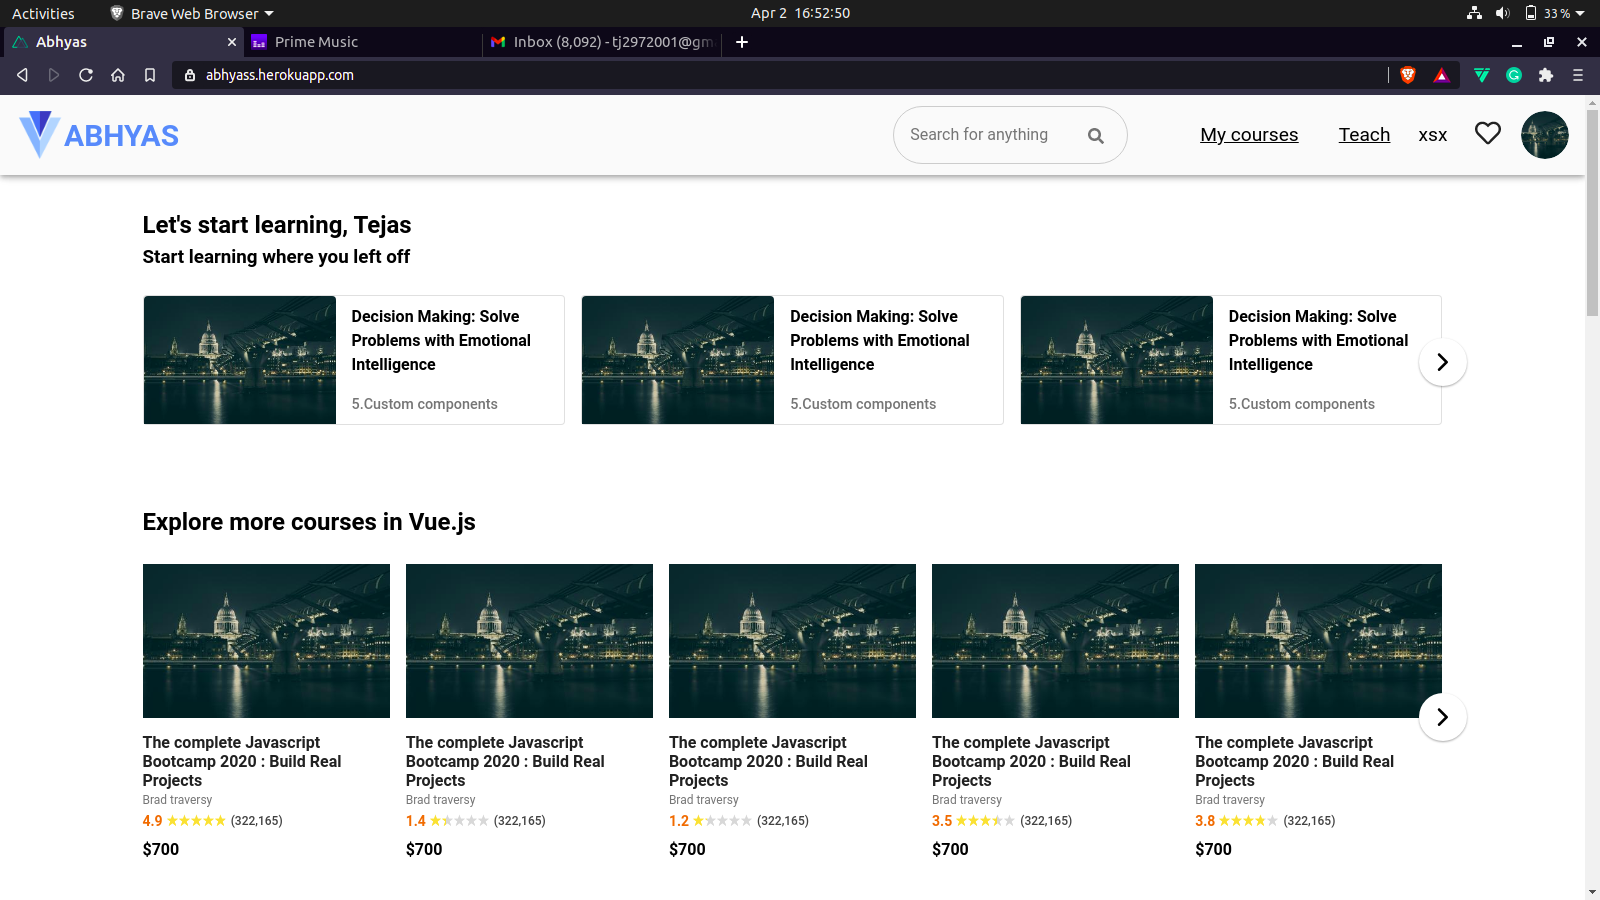 Activities
Brave Web Browser
Apr 2 16:52:50
33 %
Abhyas
Prime Music
Inbox (8,092) - tj2972001@gm
abhyass.herokuapp.com
ABHYAS
Search for anything
My courses
Teach
xsx
Let's start learning, Tejas
Start learning where you left off
Decision Making: Solve
Problems with Emotional
Intelligence
5.Custom components
Decision Making: Solve
Problems with Emotional
Intelligence
5.Custom components
Decision Making: Solve
Problems with Emotional
Intelligence
5.Custom components
Explore more courses in Vue.js
The complete Javascript
Bootcamp 2020 : Build Real
Projects
Brad traversy
4.9 (322,165)
$700
The complete Javascript
Bootcamp 2020 : Build Real
Projects
Brad traversy
1.4 (322,165)
$700
The complete Javascript
Bootcamp 2020 : Build Real
Projects
Brad traversy
1.2 (322,165)
$700
The complete Javascript
Bootcamp 2020 : Build Real
Projects
Brad traversy
3.5 (322,165)
$700
The complete Javascript
Bootcamp 2020 : Build Real
Projects
Brad traversy
3.8 (322,165)
$700